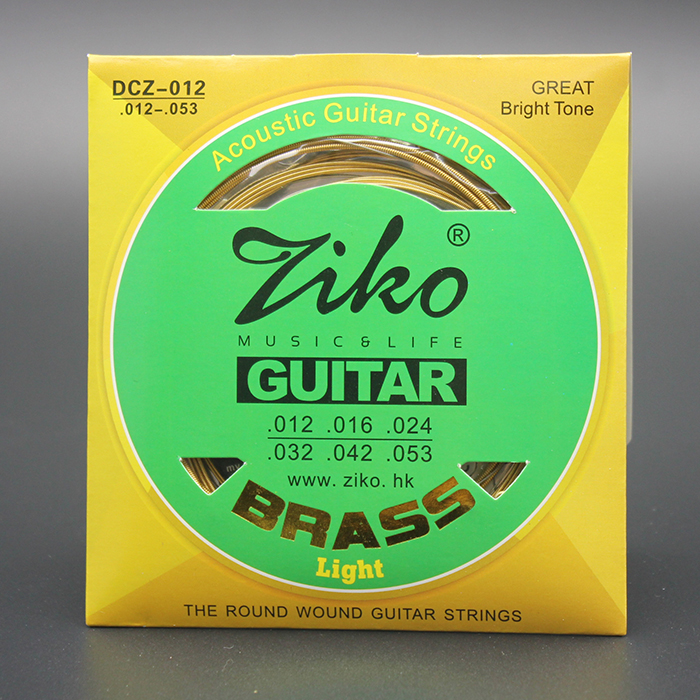 DCZ-012
.012-.053
GREAT
Bright Tone
Acoustic Guitar Strings
Ziko®
MUSIC & LIFE
GUITAR
.012 .016 .024
.032 .042 .053
www.ziko.hk
BRASS
Light
THE ROUND WOUND GUITAR STRINGS